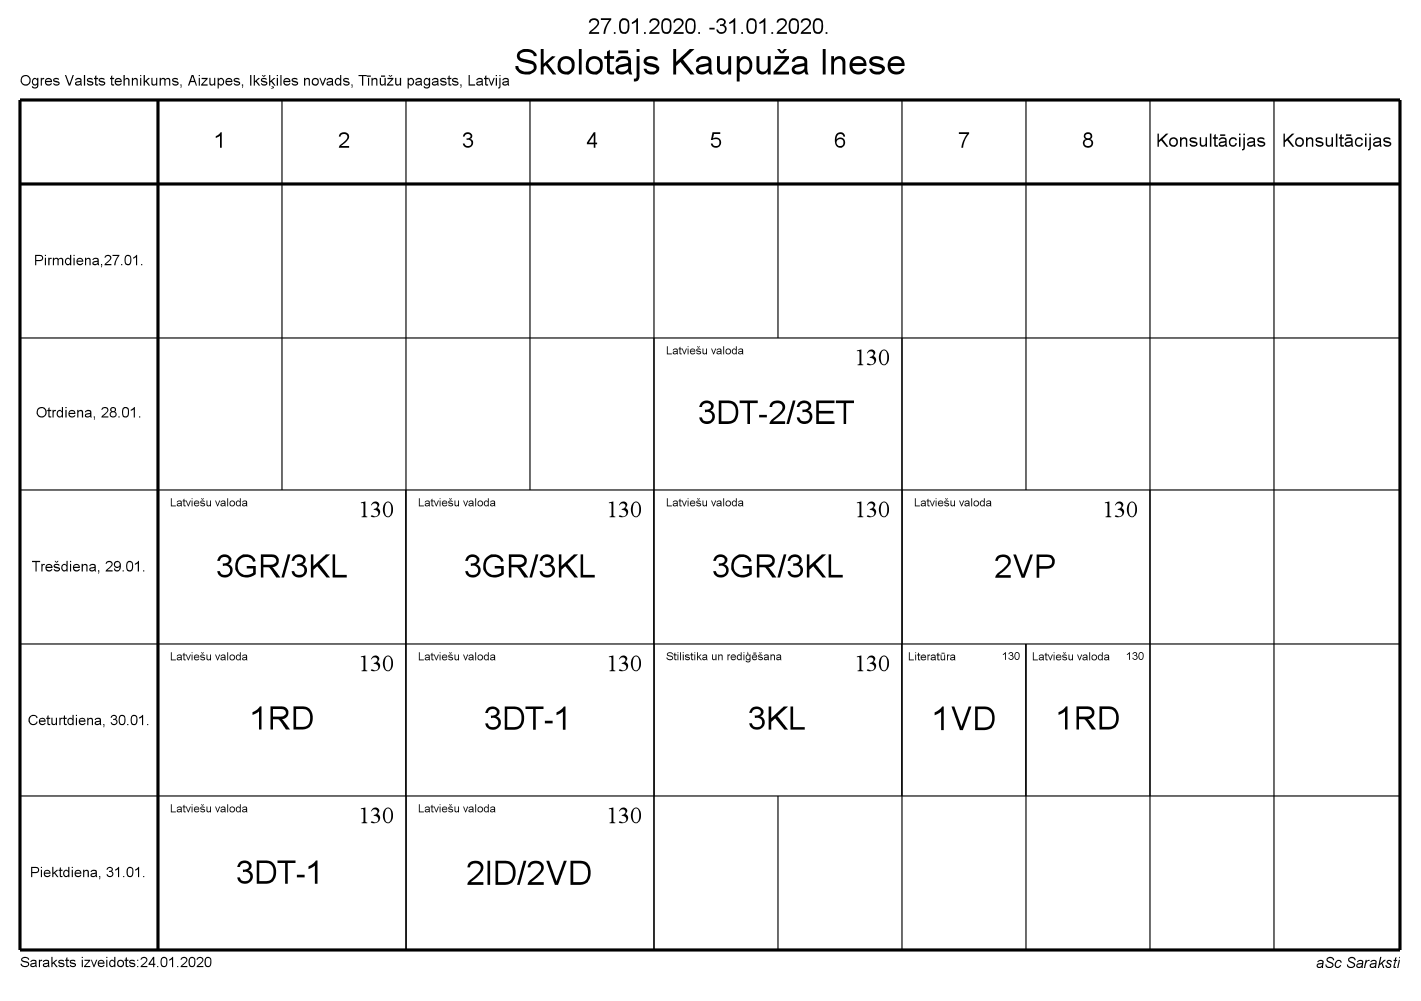 27.01.2020. -31.01.2020.
Skolotājs Kaupuža Inese
Ogres Valsts tehnikums, Aizupes, Ikšķiles novads, Tīnūžu pagasts, Latvija
1 2 3 4 5 6 7 8 Konsultācijas Konsultācijas
Pirmdiena,27.01.
Latviešu valoda 130
Otrdiena, 28.01. 3DT-2/3ET
Latviešu valoda 130 Latviešu valoda 130 Latviešu valoda 130 Latviešu valoda 130
Trešdiena, 29.01. 3GR/3KL 3GR/3KL 3GR/3KL 2VP
Latviešu valoda 130 Latviešu valoda 130 Stilistika un rediģēšana 130 Literatūra 130 Latviešu valoda 130
Ceturtdiena, 30.01. 1RD 3DT-1 3KL 1VD 1RD
Latviešu valoda 130 Latviešu valoda 130
Piektdiena, 31.01. 3DT-1 2ID/2VD
Saraksts izveidots:24.01.2020 aSc Saraksti